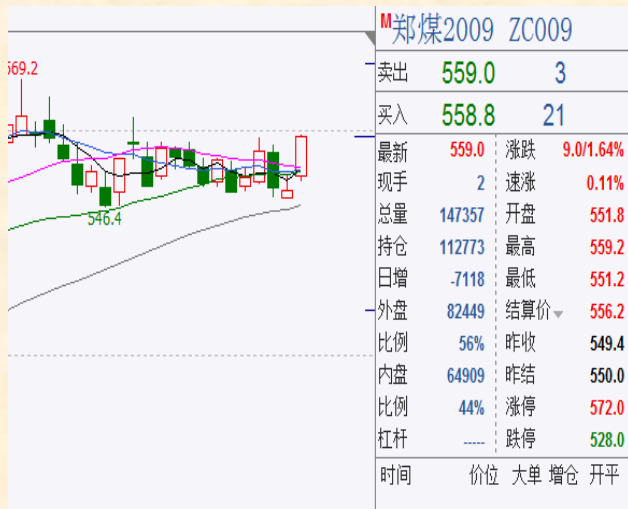 M郑煤2009 ZC009
569.2
546.4
卖出 559.0 3
买入 558.8 21
最新 559.0 涨跌 9.0/1.64%
现手 2 速涨 0.11%
总量 147357 开盘 551.8
持仓 112773 最高 559.2
日增 -7118 最低 551.2
外盘 82449 结算价 556.2
比例 56% 昨收 549.4
内盘 64909 昨结 550.0
比例 44% 涨停 572.0
杠杆 ----- 跌停 528.0
时间 价位 大单 增仓 开平